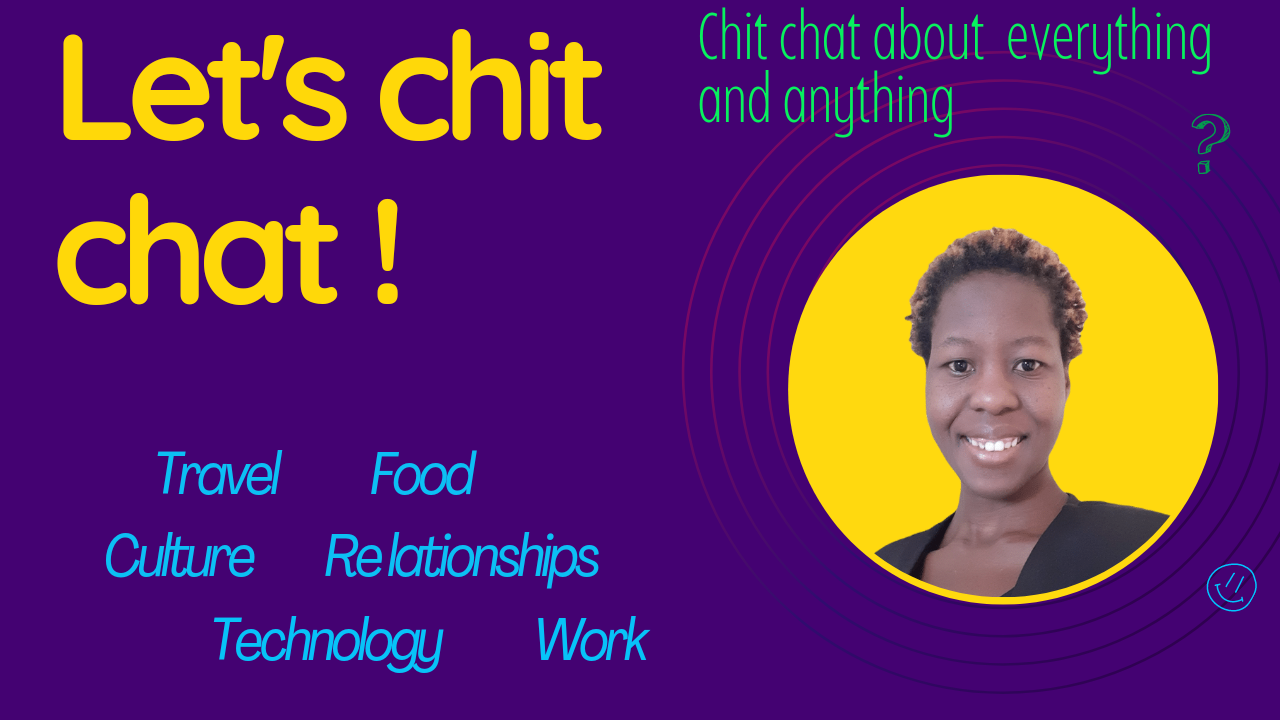 Let's chit
chat !
Chit chat about everything
and anything
?
Travel Food
Culture Relationships
Technology Work